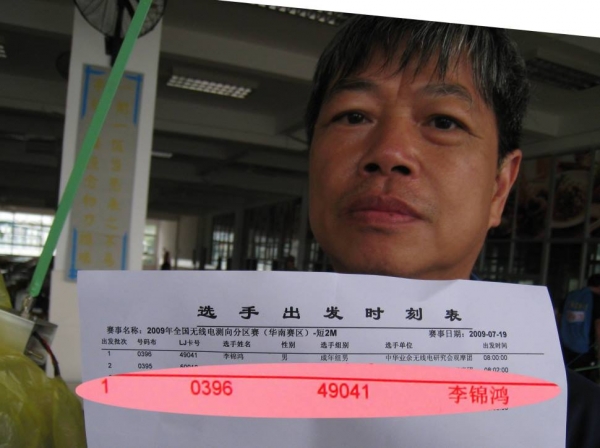 选手出发时刻表
赛事名称：2009年全国无线电测向分区赛（华南赛区）-短2M 赛事日期：2009-07-19
出发批次 号码布 LJ卡号 选手姓名 性别 选手组别 选手单位 出发时间
1 0396 49041 李锦鸿 男 成年组男 中华业余无线电研究会观摩团 08:00:00
2 0395
1 0396 49041 李锦鸿